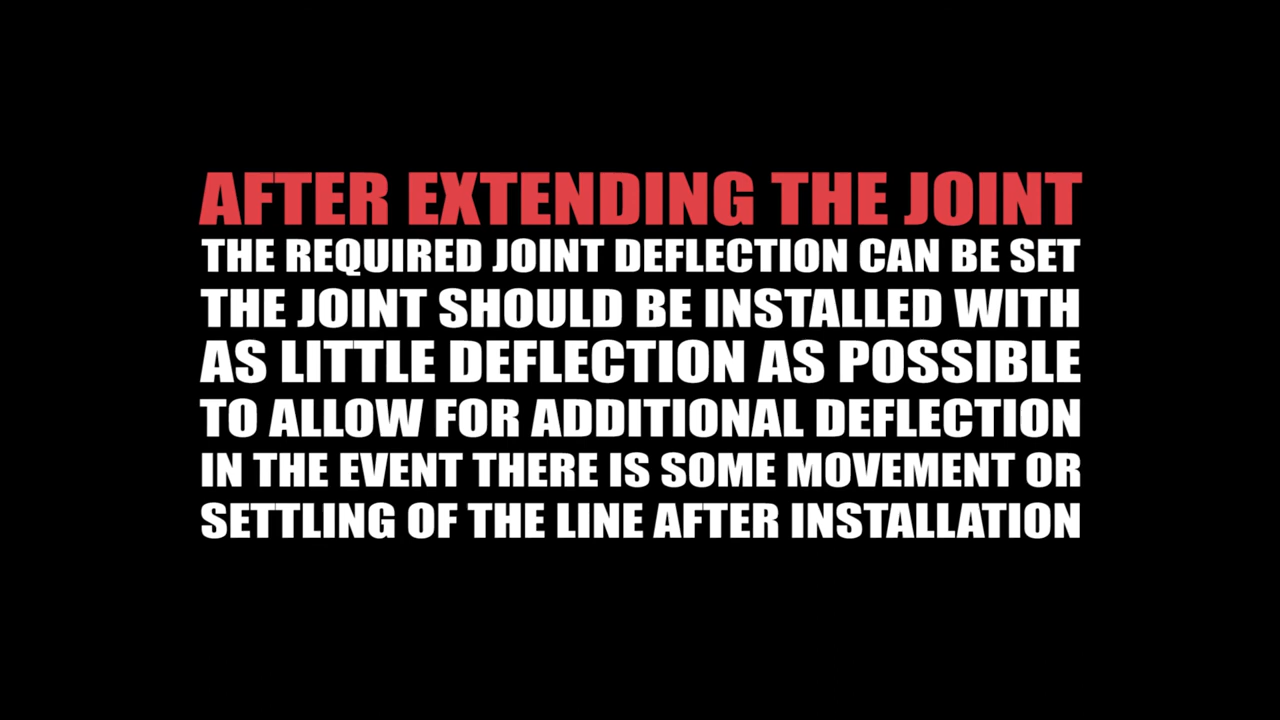 AFTER EXTENDING THE JOINT
THE REQUIRED JOINT DEFLECTION CAN BE SET
THE JOINT SHOULD BE INSTALLED WITH
AS LITTLE DEFLECTION AS POSSIBLE
TO ALLOW FOR ADDITIONAL DEFLECTION
IN THE EVENT THERE IS SOME MOVEMENT OR
SETTLING OF THE LINE AFTER INSTALLATION